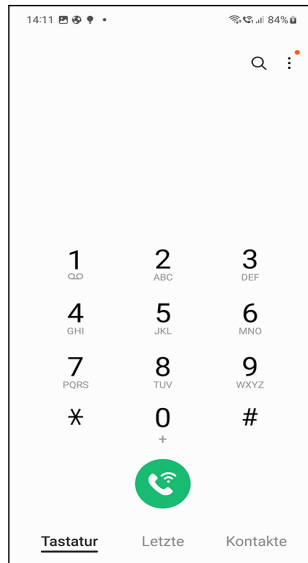 14:11 84%
1 2 3
ABC DEF
4 5 6
GHI JKL MNO
7 8 9
PQRS TUV WXYZ
* 0 #
+
Tastatur Letzte Kontakte